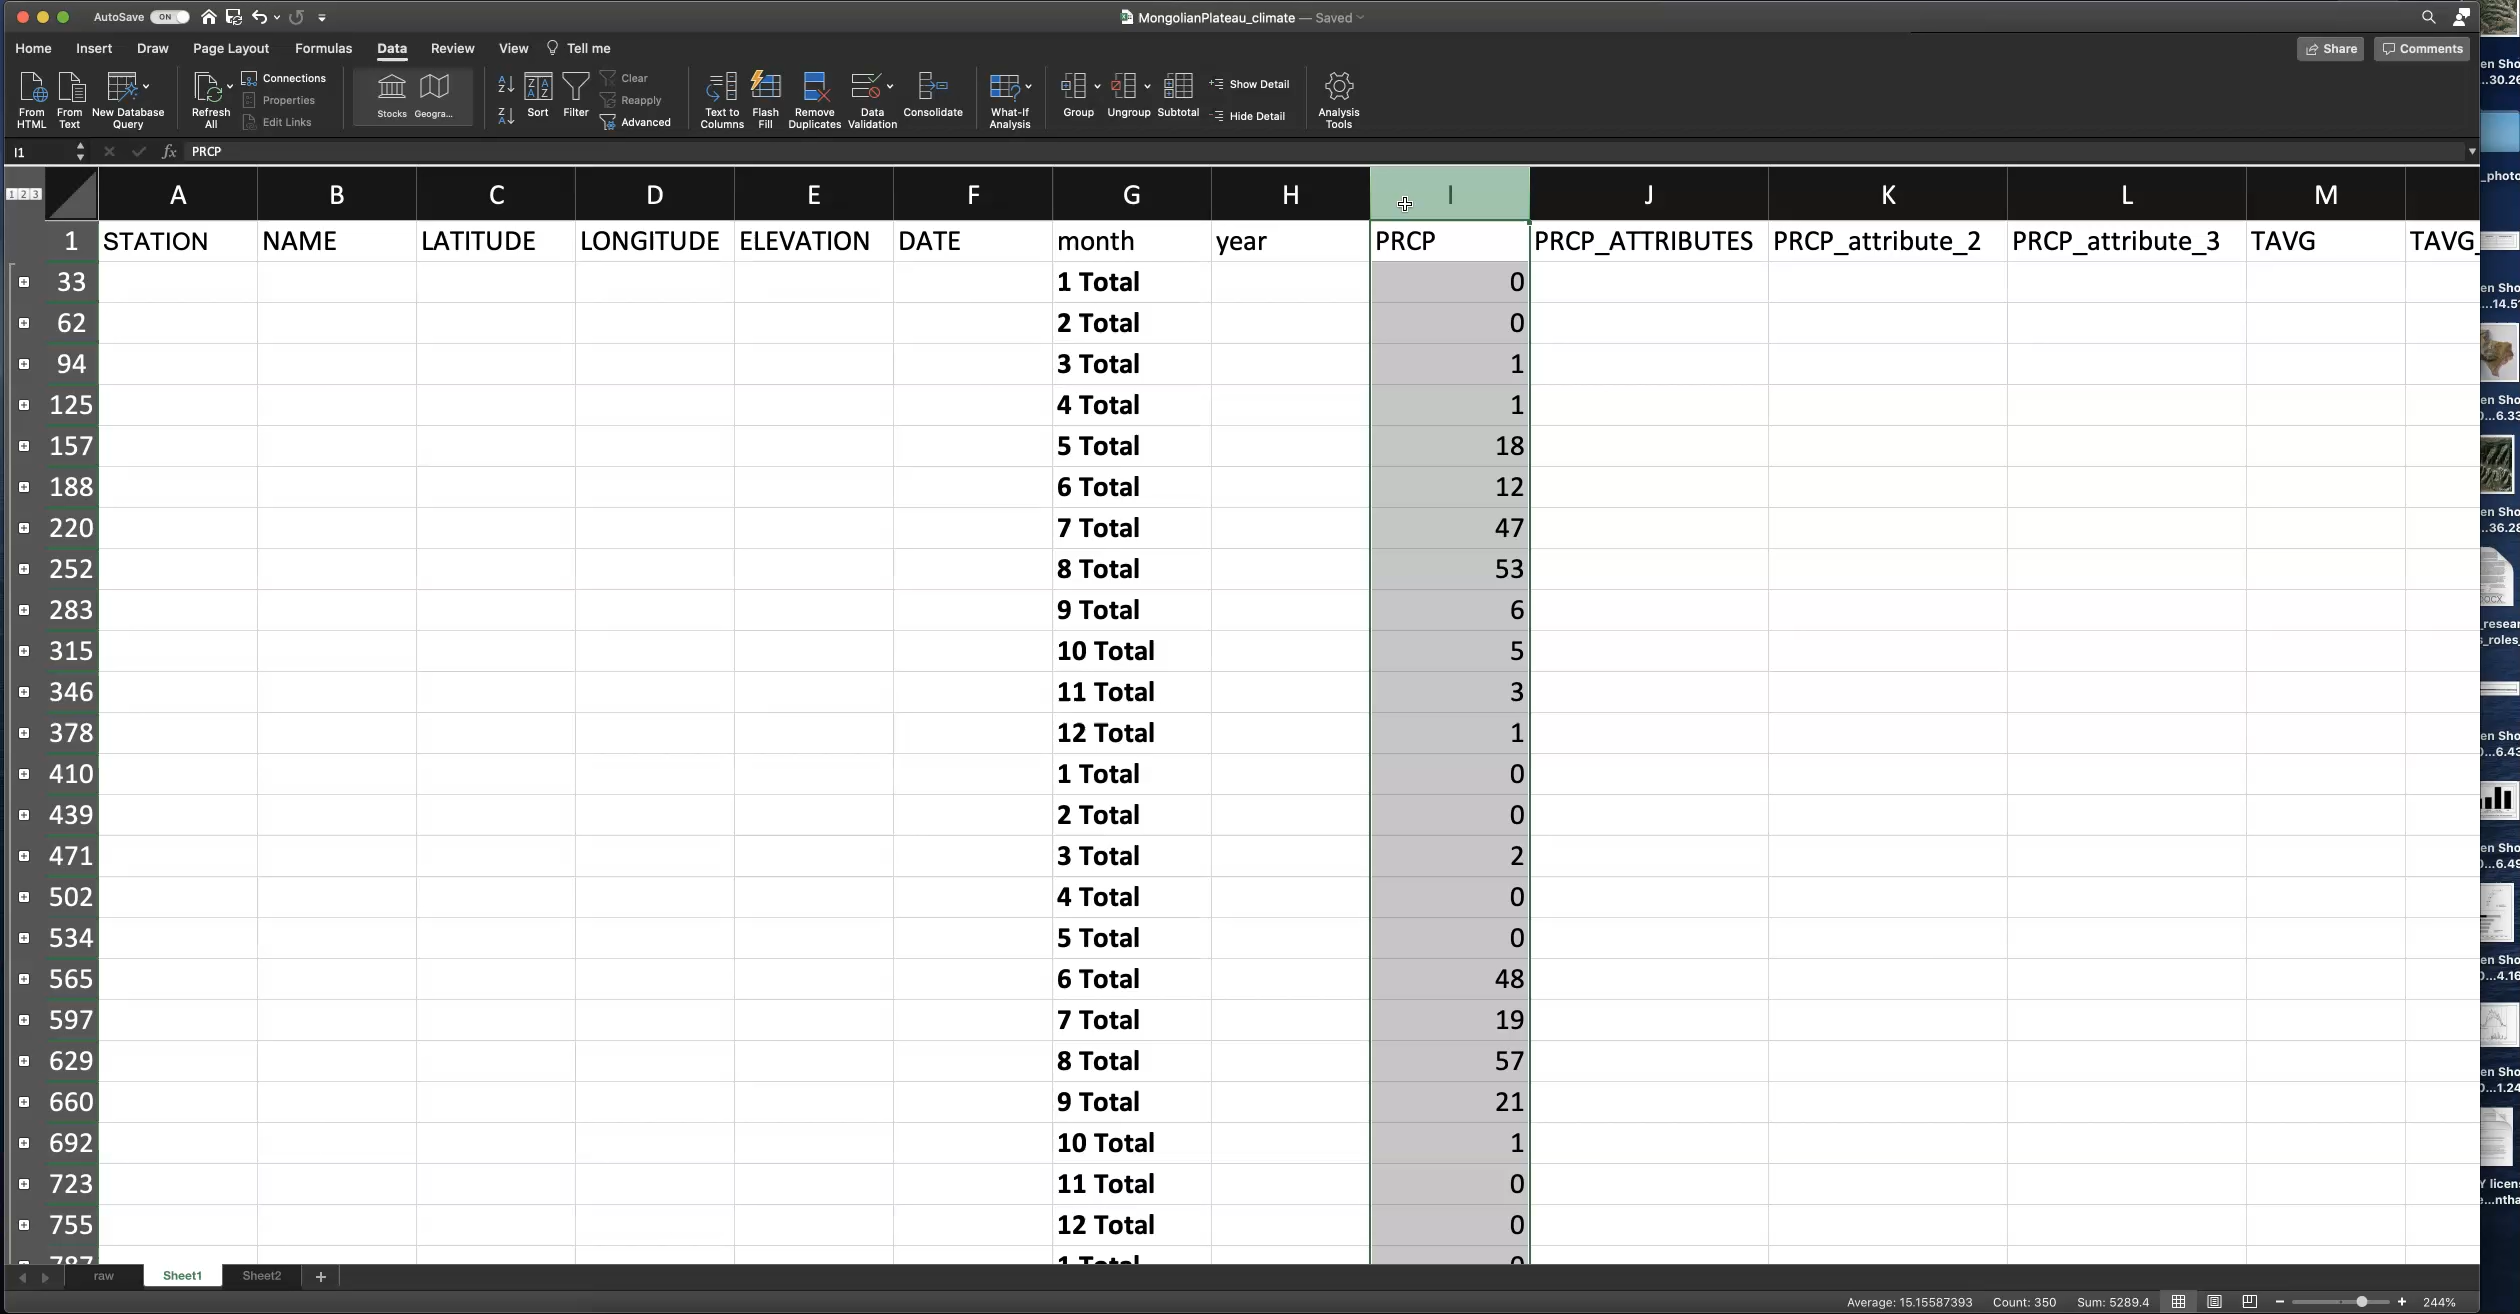 AutoSave ON MongolianPlateau_climate — Saved
Home Insert Draw Page Layout Formulas Data Review View Tell me Share Comments
From HTML From Text New Database Query Refresh All Connections Properties Edit Links Stocks Geogra... Sort Filter Clear Reapply Advanced Text to Columns Flash Fill Remove Duplicates Data Validation Consolidate What-If Analysis Group Ungroup Subtotal Show Detail Hide Detail Analysis Tools
I1 fx PRCP
1 2 3 A B C D E F G H I J K L M
1 STATION NAME LATITUDE LONGITUDE ELEVATION DATE month year PRCP PRCP_ATTRIBUTES PRCP_attribute_2 PRCP_attribute_3 TAVG TAVG_
33 1 Total 0
62 2 Total 0
94 3 Total 1
125 4 Total 1
157 5 Total 18
188 6 Total 12
220 7 Total 47
252 8 Total 53
283 9 Total 6
315 10 Total 5
346 11 Total 3
378 12 Total 1
410 1 Total 0
439 2 Total 0
471 3 Total 2
502 4 Total 0
534 5 Total 0
565 6 Total 48
597 7 Total 19
629 8 Total 57
660 9 Total 21
692 10 Total 1
723 11 Total 0
755 12 Total 0
787 1 Total 0
raw Sheet1 Sheet2 +
Average: 15.15587393 Count: 350 Sum: 5289.4 244%